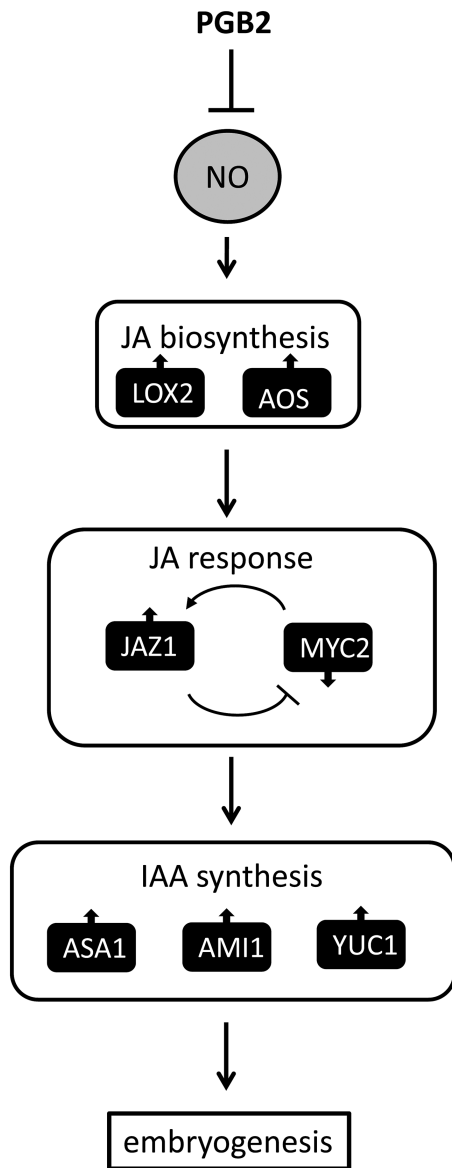 PGB2
NO
JA biosynthesis
LOX2 AOS
JA response
JAZ1 MYC2
IAA synthesis
ASA1 AMI1 YUC1
embryogenesis